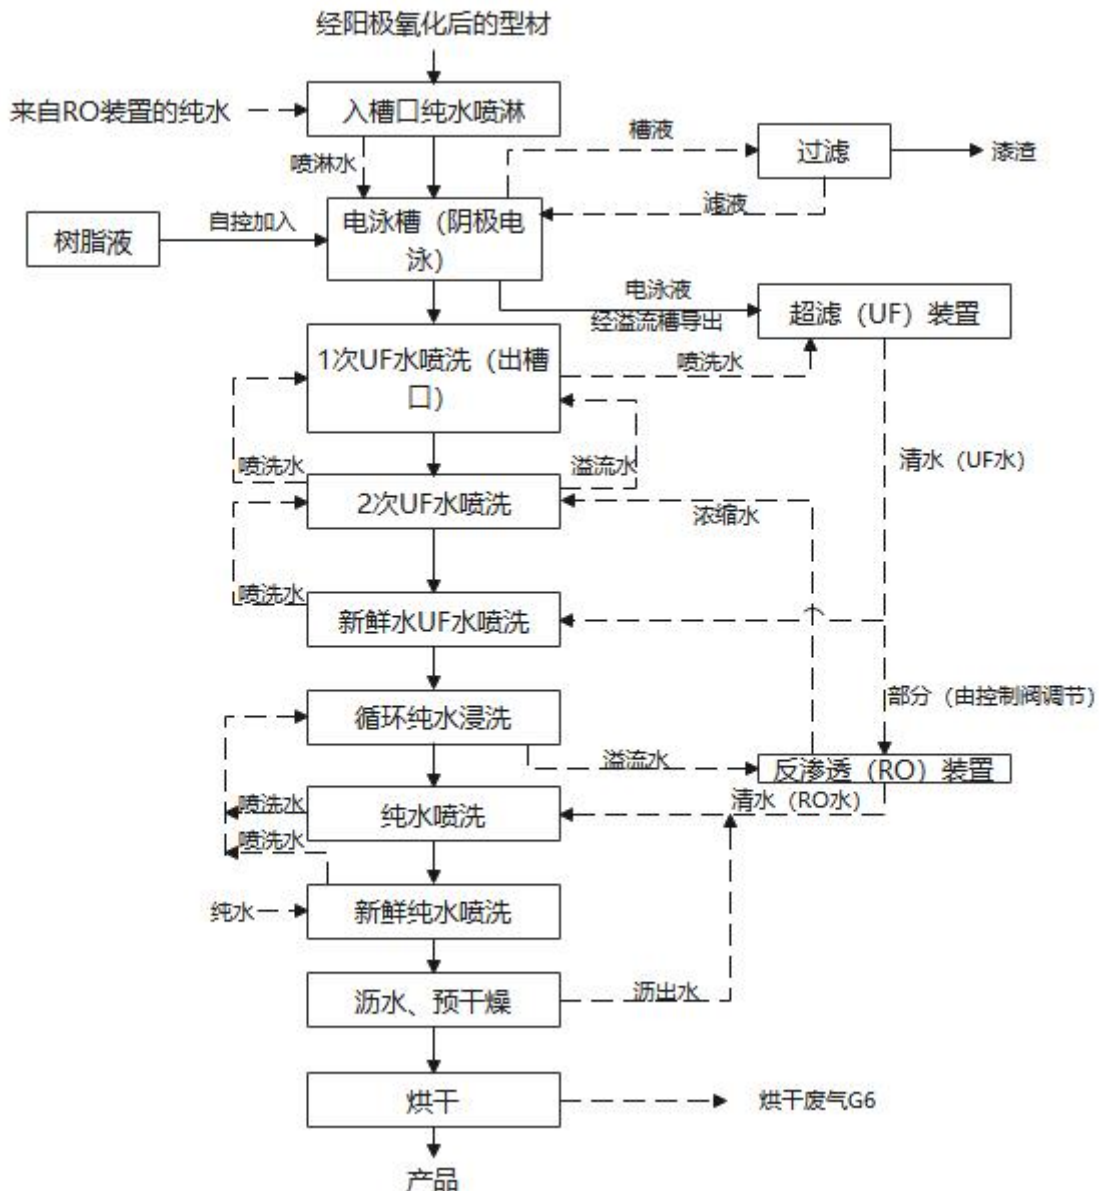 经阳极氧化后的型材
来自RO装置的纯水
入槽口纯水喷淋
槽液
过滤
漆渣
喷淋水
滤液
树脂液
自控加入
电泳槽（阴极电
泳）
电泳液
经溢流槽导出
超滤（UF）装置
1次UF水喷洗（出槽
口）
喷洗水
喷洗水
溢流水
清水（UF水）
2次UF水喷洗
浓缩水
喷洗水
新鲜水UF水喷洗
部分（由控制阀调节）
循环纯水浸洗
溢流水
反渗透（RO）装置
清水（RO水）
喷洗水
纯水喷洗
喷洗水
纯水
新鲜纯水喷洗
沥水、预干燥
沥出水
烘干
烘干废气G6
产品